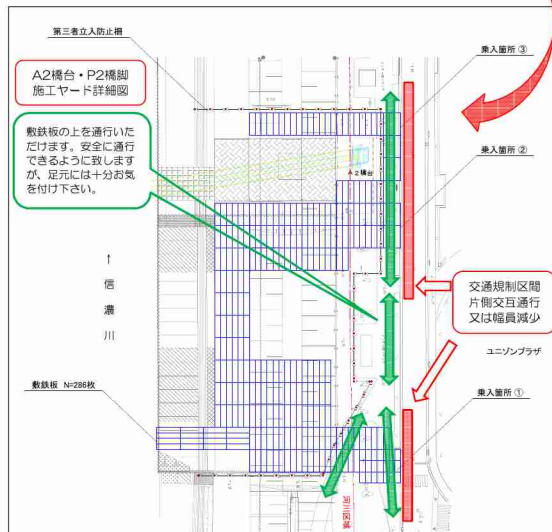 第三者立入防止柵
乗入箇所 ③
A2橋台・P2橋脚
施工ヤード詳細図
敷鉄板の上を通行いた
だけます。安全に通行
できるように致します
が、足元には十分お気
を付け下さい。
乗入箇所 ②
A2橋台
↑
信濃川
交通規制区間
片側交互通行
又は幅員減少
ユニゾンプラザ
敷鉄板 N=286枚
乗入箇所 ①
河川区域